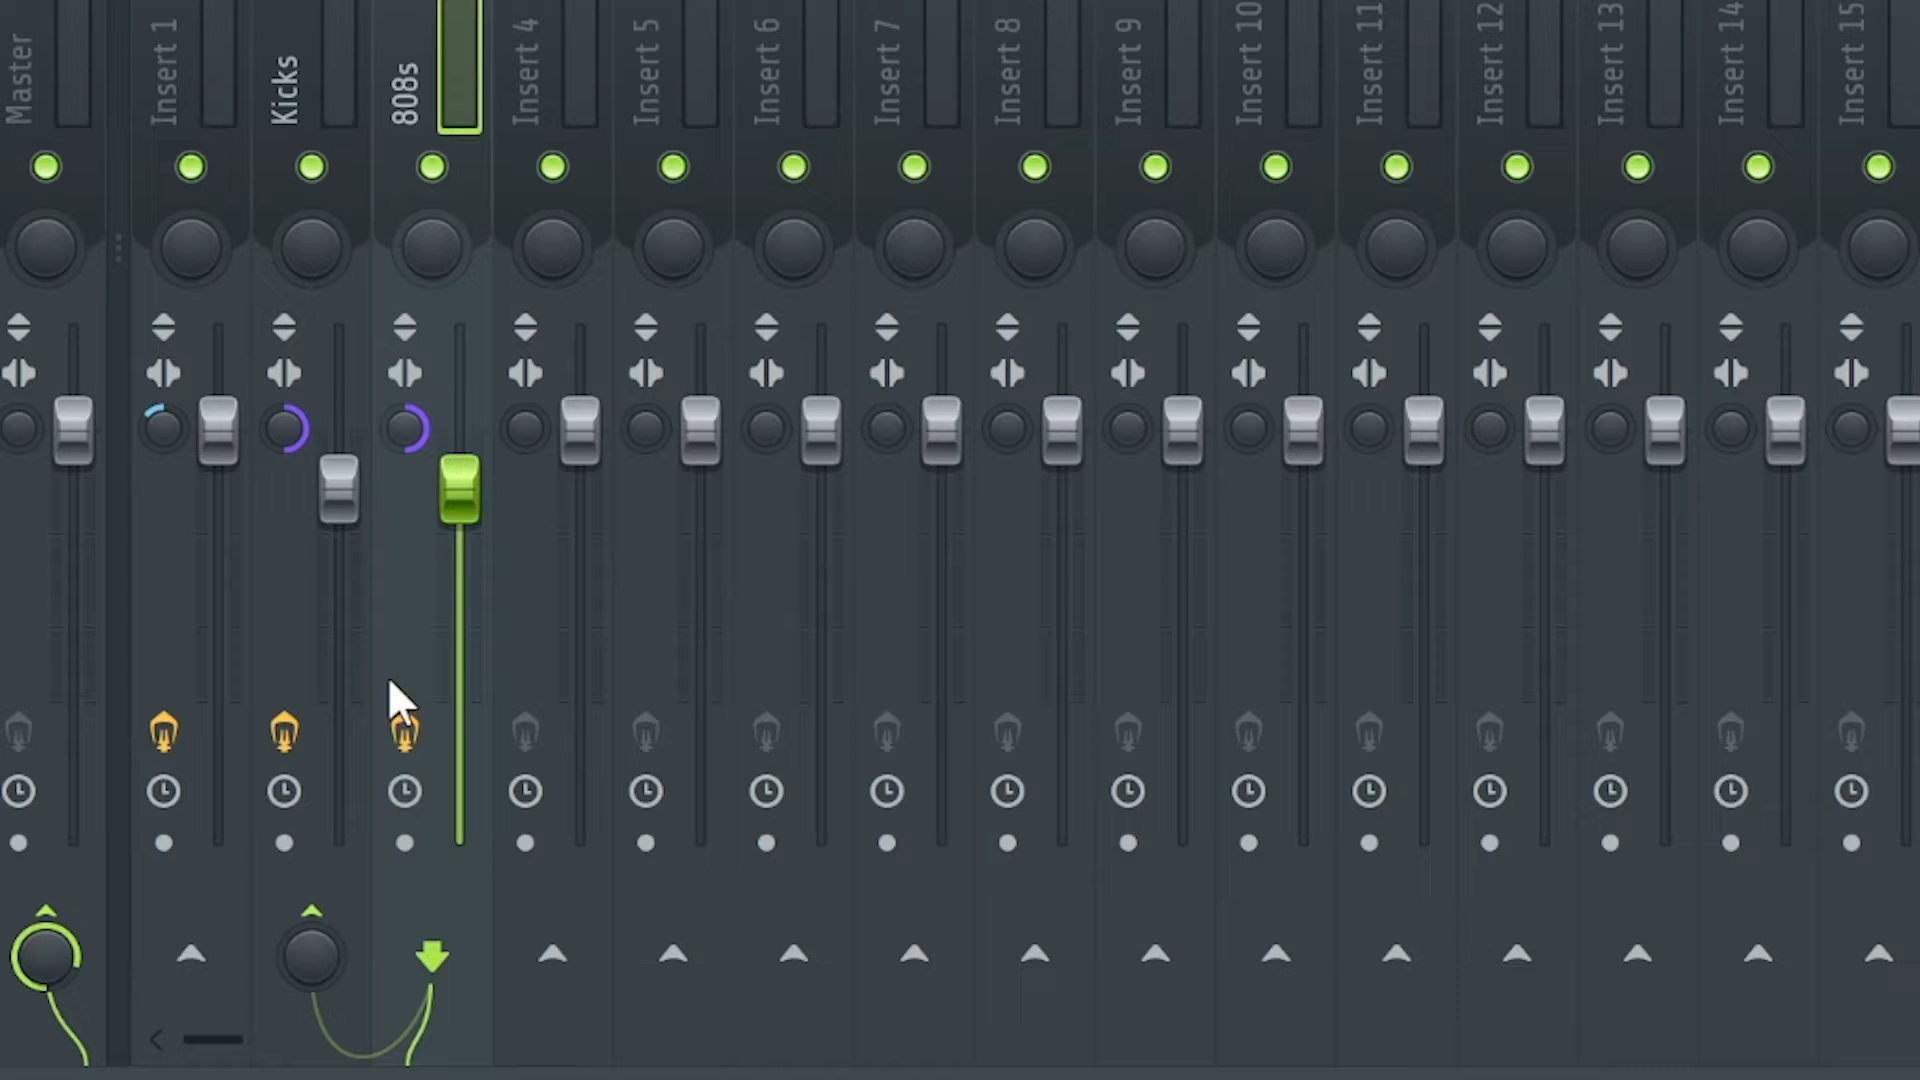 Master
Insert 1
Kicks
808s
Insert 4
Insert 5
Insert 6
Insert 7
Insert 8
Insert 9
Insert 10
Insert 11
Insert 12
Insert 13
Insert 14
Insert 15